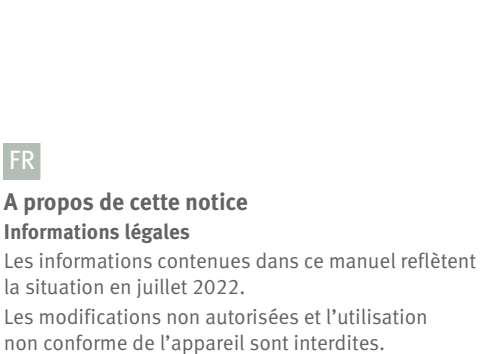 FR
A propos de cette notice
Informations légales
Les informations contenues dans ce manuel reflètent
la situation en juillet 2022.
Les modifications non autorisées et l’utilisation
non conforme de l’appareil sont interdites.